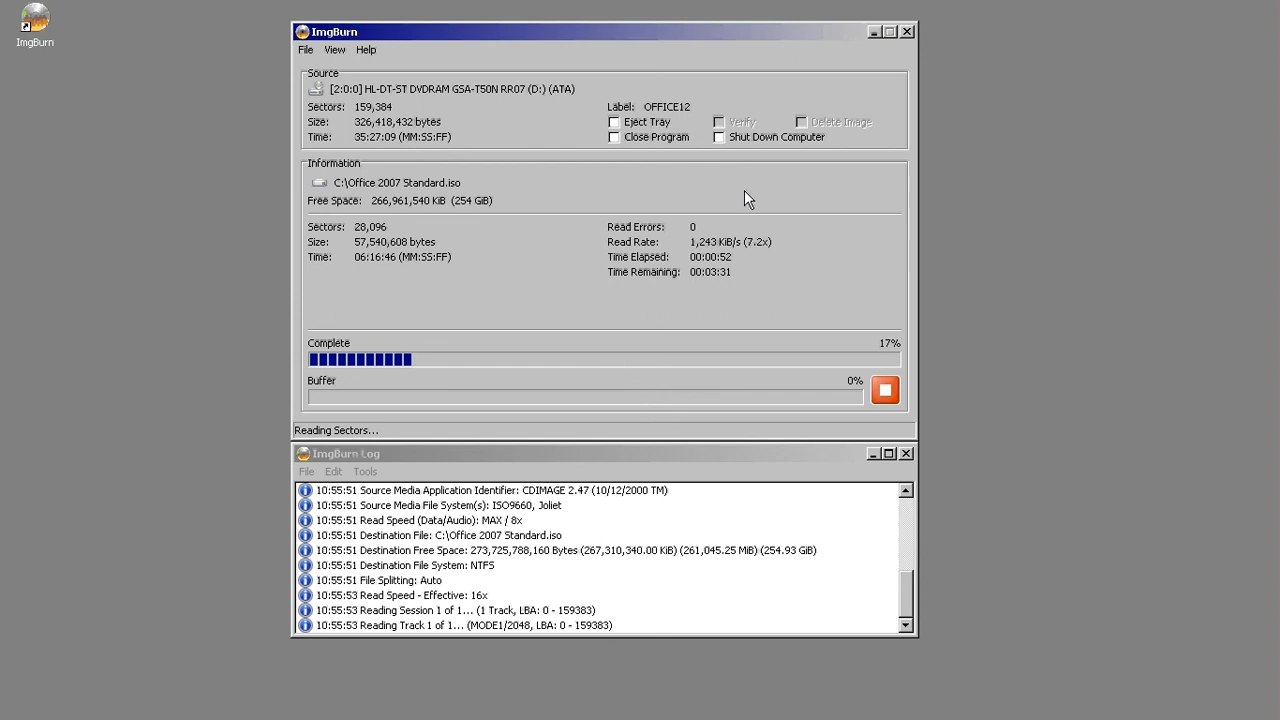 ImgBurn
ImgBurn
File View Help
Source
[2:0:0] HL-DT-ST DVDRAM GSA-T50N RR07 (D:) (ATA)
Sectors: 159,384 Label: OFFICE12
Size: 326,418,432 bytes Eject Tray Verify Delete Image
Time: 35:27:09 (MM:SS:FF) Close Program Shut Down Computer
Information
C:\Office 2007 Standard.iso
Free Space: 266,961,540 KiB (254 GiB)
Sectors: 28,096 Read Errors: 0
Size: 57,540,608 bytes Read Rate: 1,243 KiB/s (7.2x)
Time: 06:16:46 (MM:SS:FF) Time Elapsed: 00:00:52
Time Remaining: 00:03:31
Complete 17%
Buffer 0%
Reading Sectors...
ImgBurn Log
File Edit Tools
10:55:51 Source Media Application Identifier: CDIMAGE 2.47 (10/12/2000 TM)
10:55:51 Source Media File System(s): ISO9660, Joliet
10:55:51 Read Speed (Data/Audio): MAX / 8x
10:55:51 Destination File: C:\Office 2007 Standard.iso
10:55:51 Destination Free Space: 273,725,788,160 Bytes (267,310,340.00 KiB) (261,045.25 MiB) (254.93 GiB)
10:55:51 Destination File System: NTFS
10:55:51 File Splitting: Auto
10:55:53 Read Speed - Effective: 16x
10:55:53 Reading Session 1 of 1... (1 Track, LBA: 0 - 159383)
10:55:53 Reading Track 1 of 1... (MODE1/2048, LBA: 0 - 159383)